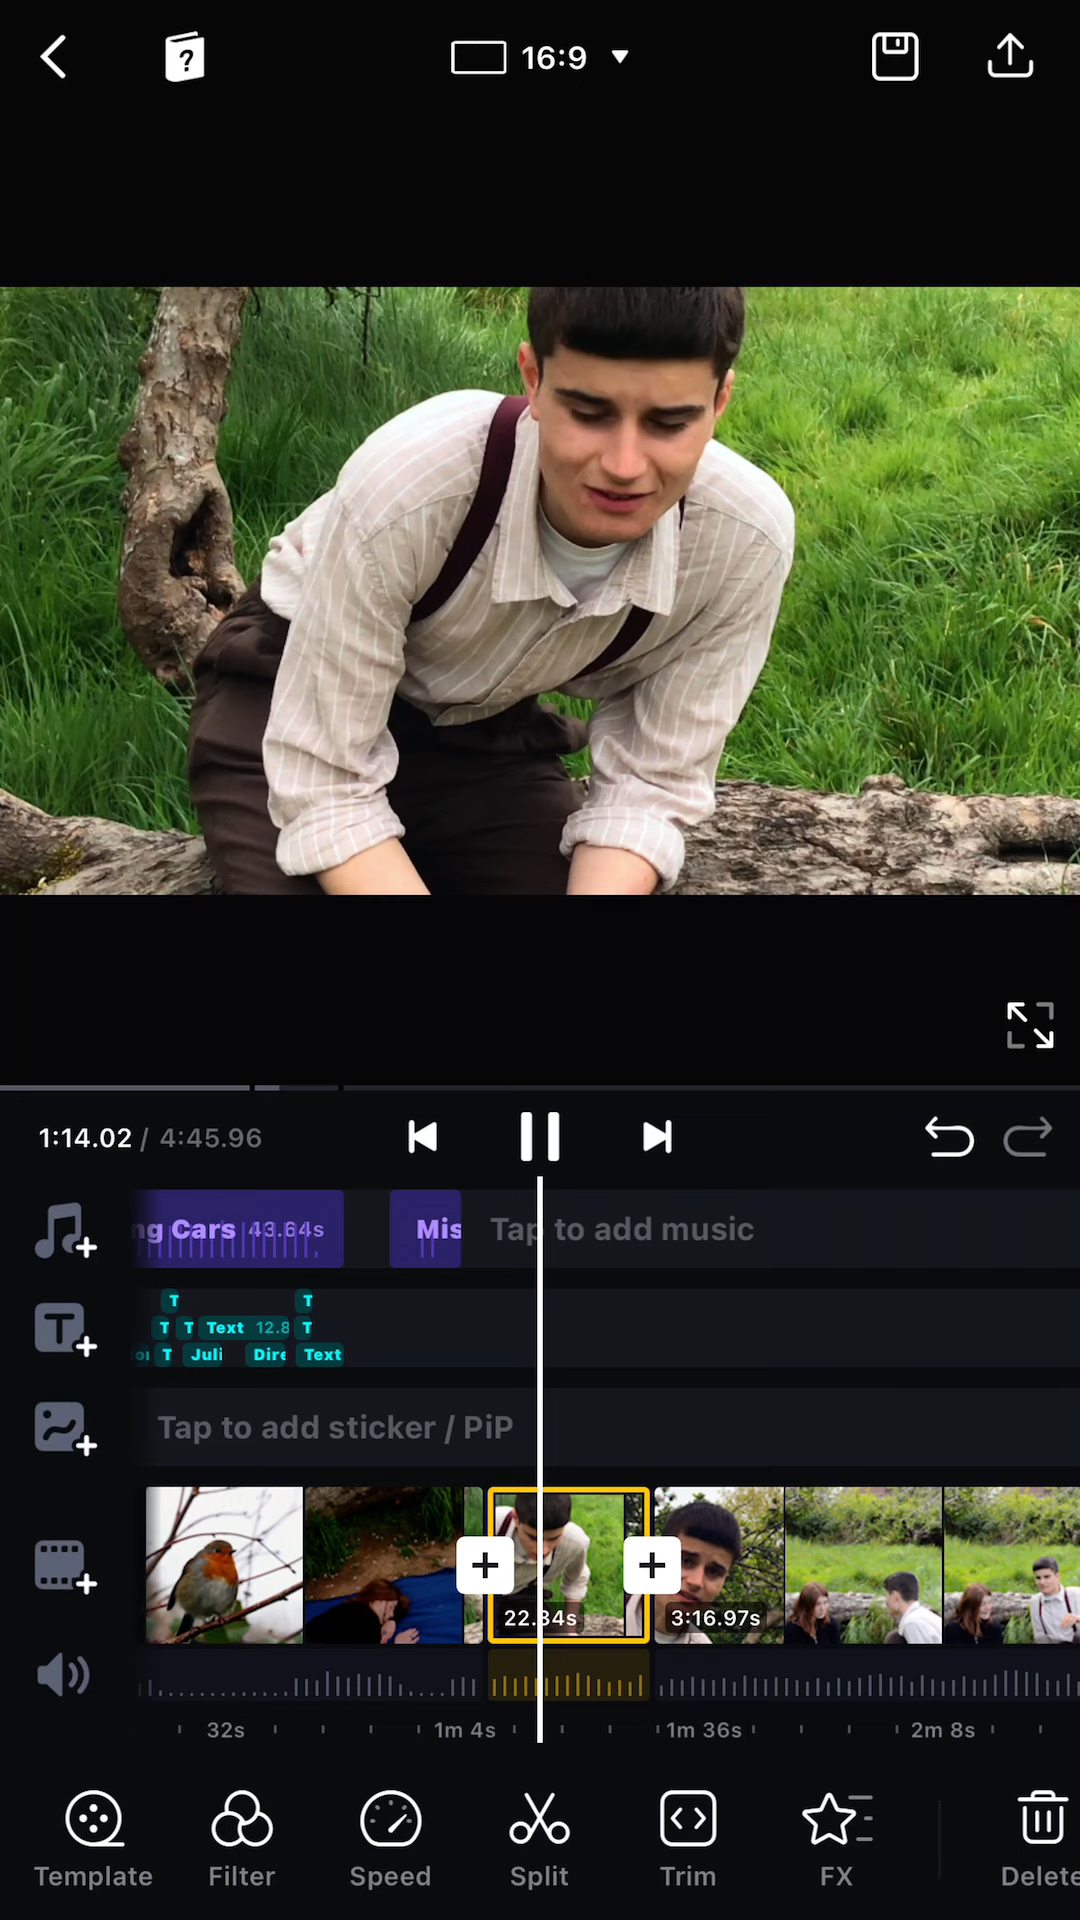 ?
16:9
1:14.02 / 4:45.96
ng Cars 43.64s
Mis
Tap to add music
T
T
T T Text 12.8 T
or T Juli Dire Text
Tap to add sticker / PiP
22.34s
3:16.97s
32s 1m 4s 1m 36s 2m 8s
Template Filter Speed Split Trim FX Delete